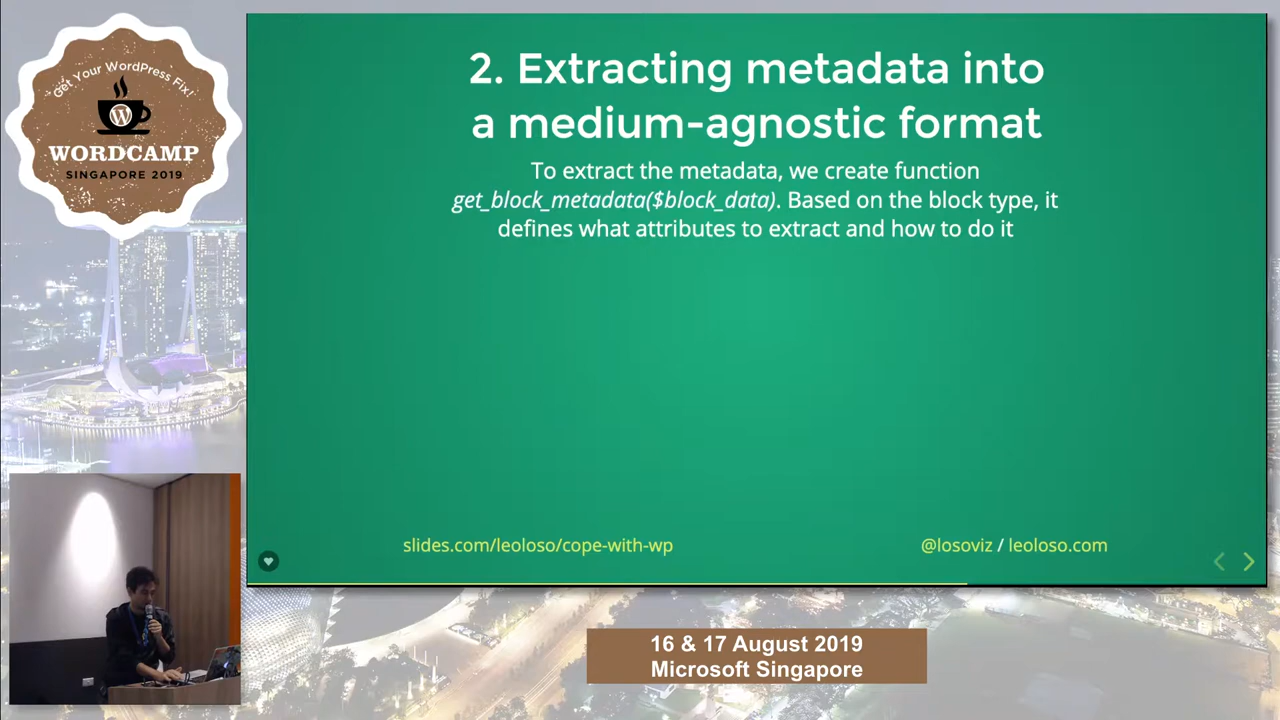 Get Your WordPress Fix!
W
WORDCAMP
SINGAPORE 2019
2. Extracting metadata into
a medium-agnostic format
To extract the metadata, we create function
get_block_metadata($block_data). Based on the block type, it
defines what attributes to extract and how to do it
slides.com/leoloso/cope-with-wp
@losoviz / leoloso.com
16 & 17 August 2019
Microsoft Singapore